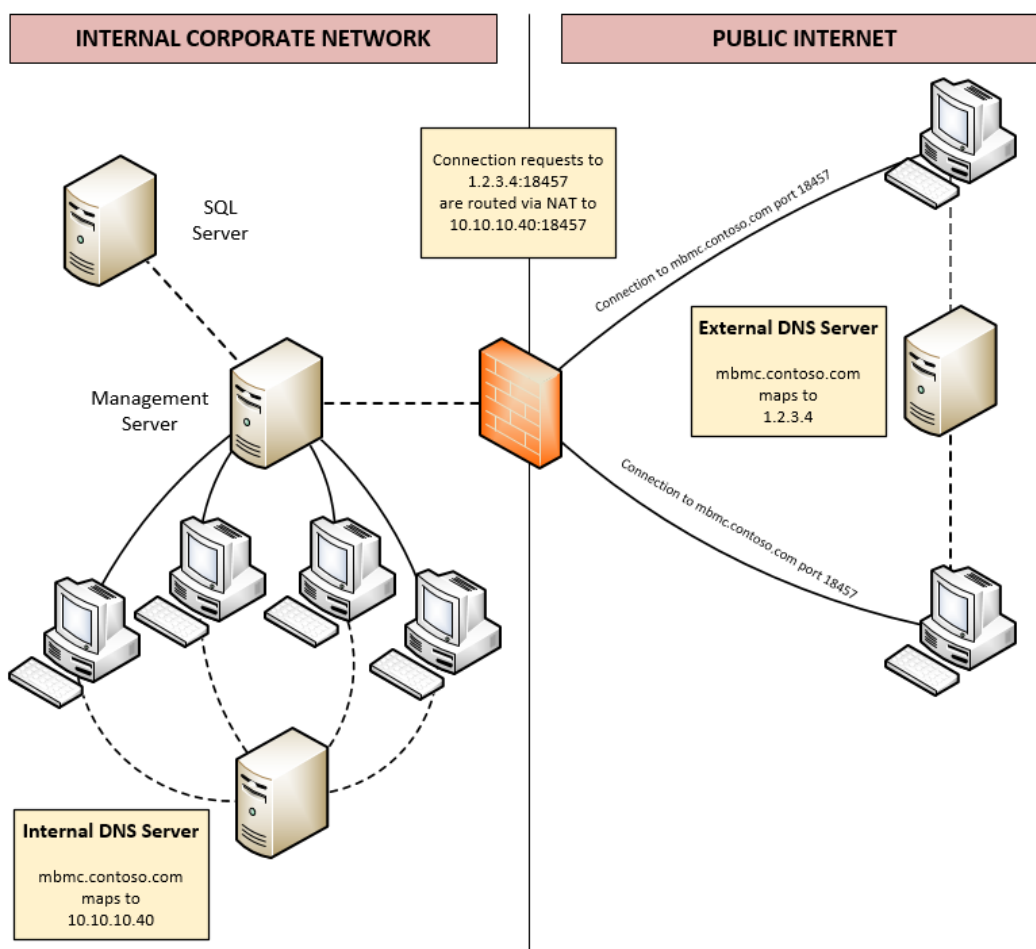 INTERNAL CORPORATE NETWORK
PUBLIC INTERNET
Connection requests to
1.2.3.4:18457
are routed via NAT to
10.10.10.40:18457
SQL
Server
Connection to mbmc.contoso.com port 18457
External DNS Server
mbmc.contoso.com
maps to
1.2.3.4
Management
Server
Connection to mbmc.contoso.com port 18457
Internal DNS Server
mbmc.contoso.com
maps to
10.10.10.40